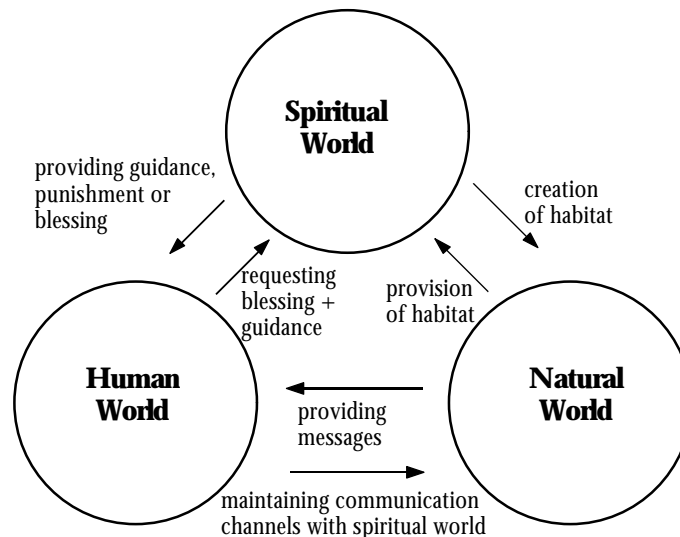 Spiritual
World
providing guidance,
punishment or
blessing
creation
of habitat
requesting
blessing +
guidance
provision
of habitat
Human
World
Natural
World
providing
messages
maintaining communication
channels with spiritual world